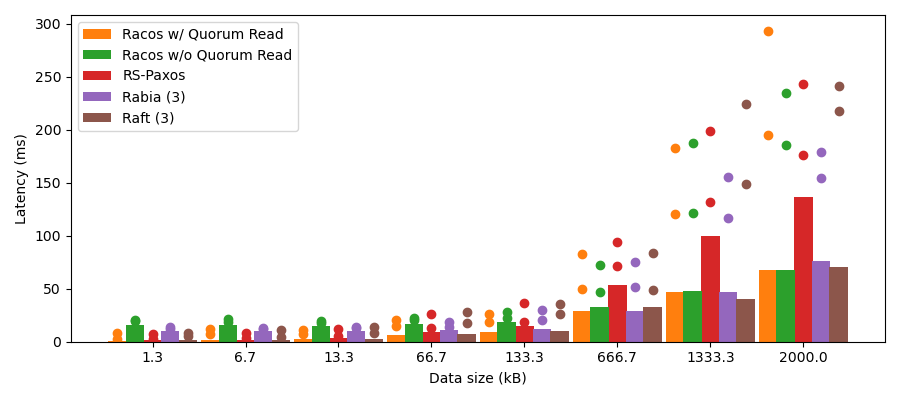 300
250
200
150
100
50
0
Latency (ms)
Racos w/ Quorum Read
Racos w/o Quorum Read
RS-Paxos
Rabia (3)
Raft (3)
1.3 6.7 13.3 66.7 133.3 666.7 1333.3 2000.0
Data size (kB)